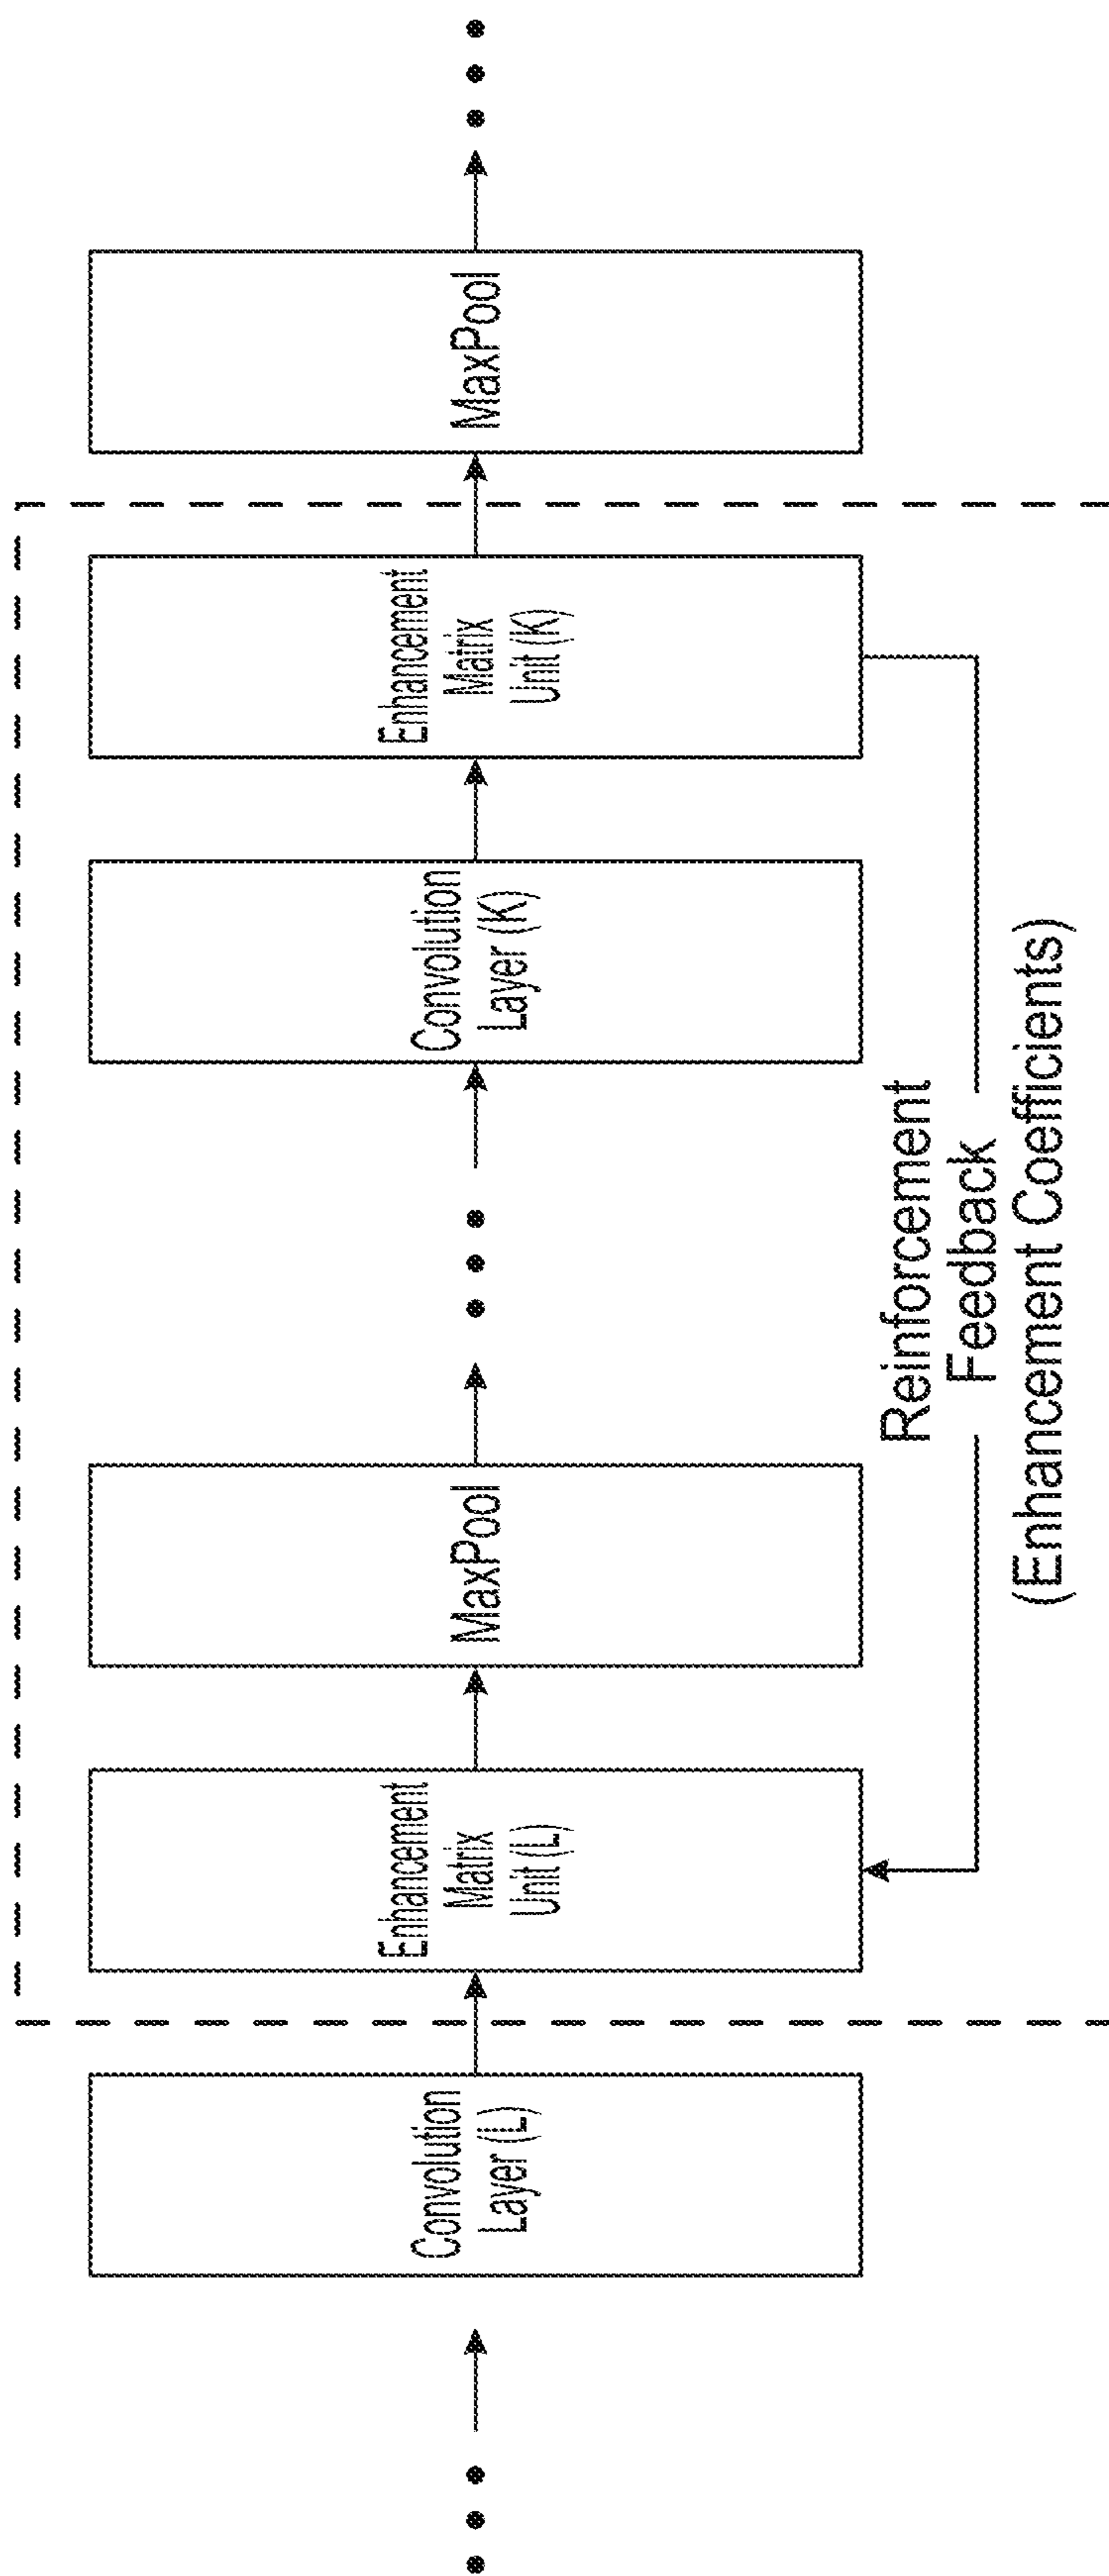 Convolution
Layer (L)
Enhancement
Matrix
Unit (L)
MaxPool
Convolution
Layer (K)
Enhancement
Matrix
Unit (K)
MaxPool
Reinforcement
Feedback
(Enhancement Coefficients)